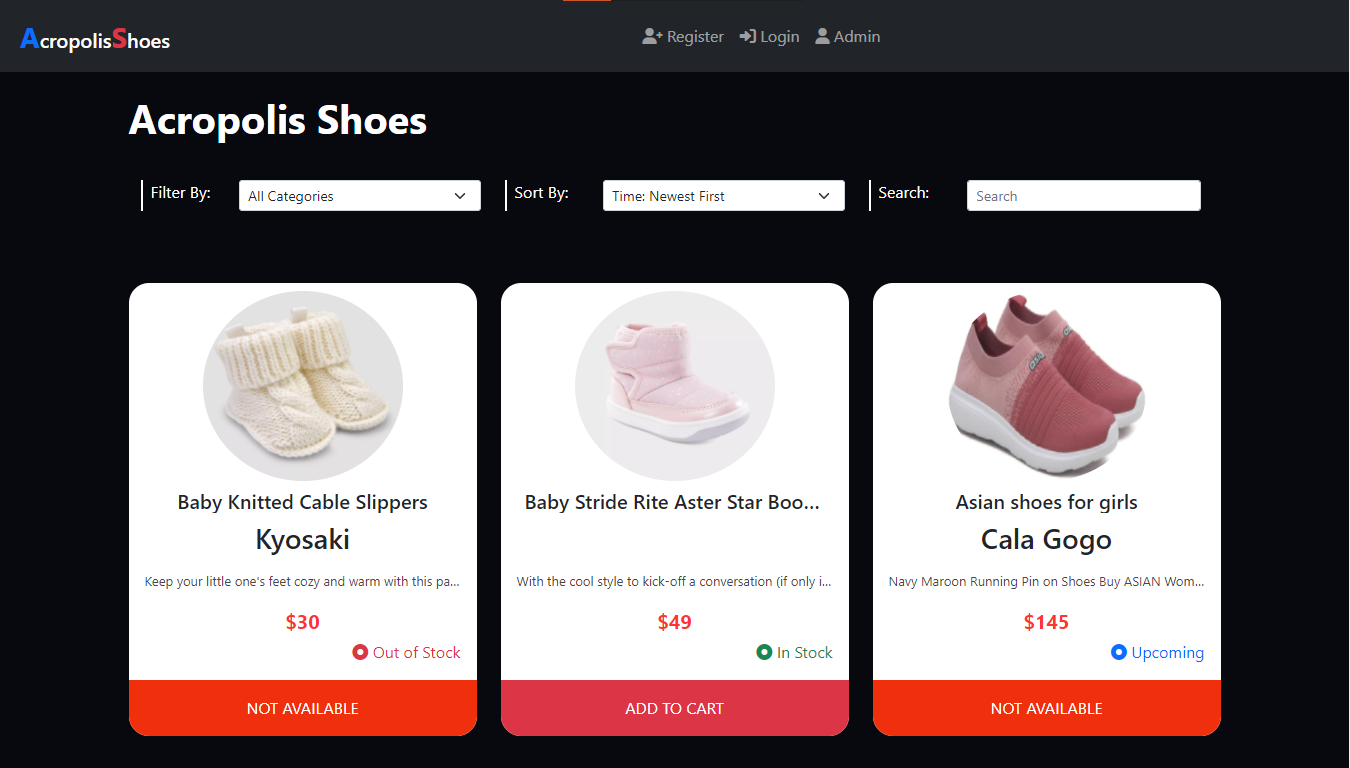 AcropolisShoes
Register Login Admin
Acropolis Shoes
Filter By: All Categories Sort By: Time: Newest First Search: Search
Baby Knitted Cable Slippers
Kyosaki
Keep your little one's feet cozy and warm with this pa...
$30
Out of Stock
NOT AVAILABLE
Baby Stride Rite Aster Star Boo...
With the cool style to kick-off a conversation (if only i...
$49
In Stock
ADD TO CART
Asian shoes for girls
Cala Gogo
Navy Maroon Running Pin on Shoes Buy ASIAN Wom...
$145
Upcoming
NOT AVAILABLE